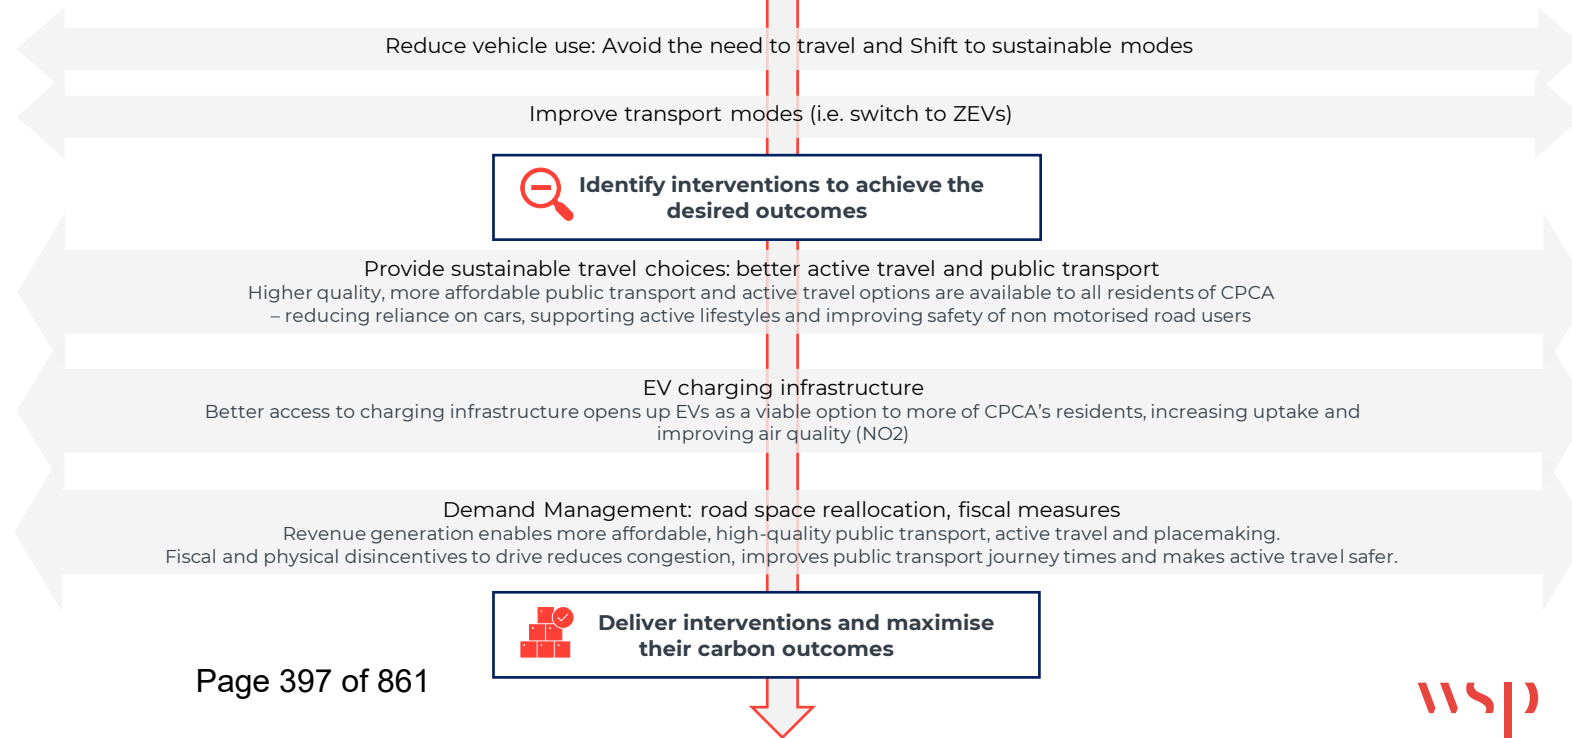 Reduce vehicle use: Avoid the need to travel and Shift to sustainable modes
Improve transport modes (i.e. switch to ZEVs)
Identify interventions to achieve the
desired outcomes
Provide sustainable travel choices: better active travel and public transport
Higher quality, more affordable public transport and active travel options are available to all residents of CPCA
– reducing reliance on cars, supporting active lifestyles and improving safety of non motorised road users
EV charging infrastructure
Better access to charging infrastructure opens up EVs as a viable option to more of CPCA's residents, increasing uptake and
improving air quality (NO2)
Demand Management: road space reallocation, fiscal measures
Revenue generation enables more affordable, high-quality public transport, active travel and placemaking.
Fiscal and physical disincentives to drive reduces congestion, improves public transport journey times and makes active travel safer.
Deliver interventions and maximise
their carbon outcomes
Page 397 of 861
wsp